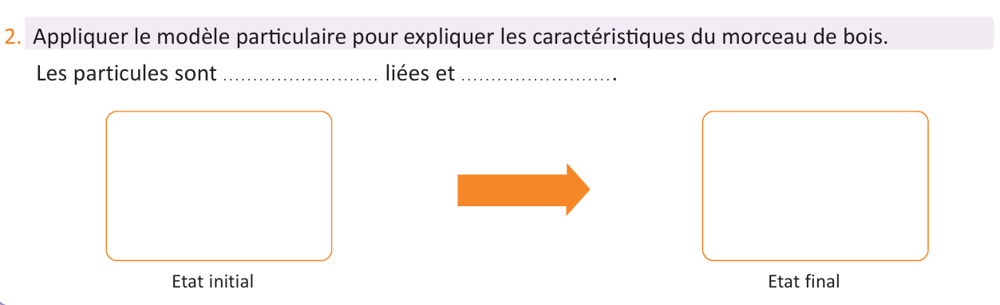 2. Appliquer le modèle particulaire pour expliquer les caractéristiques du morceau de bois.
Les particules sont .......................... liées et ..........................
Etat initial
Etat final